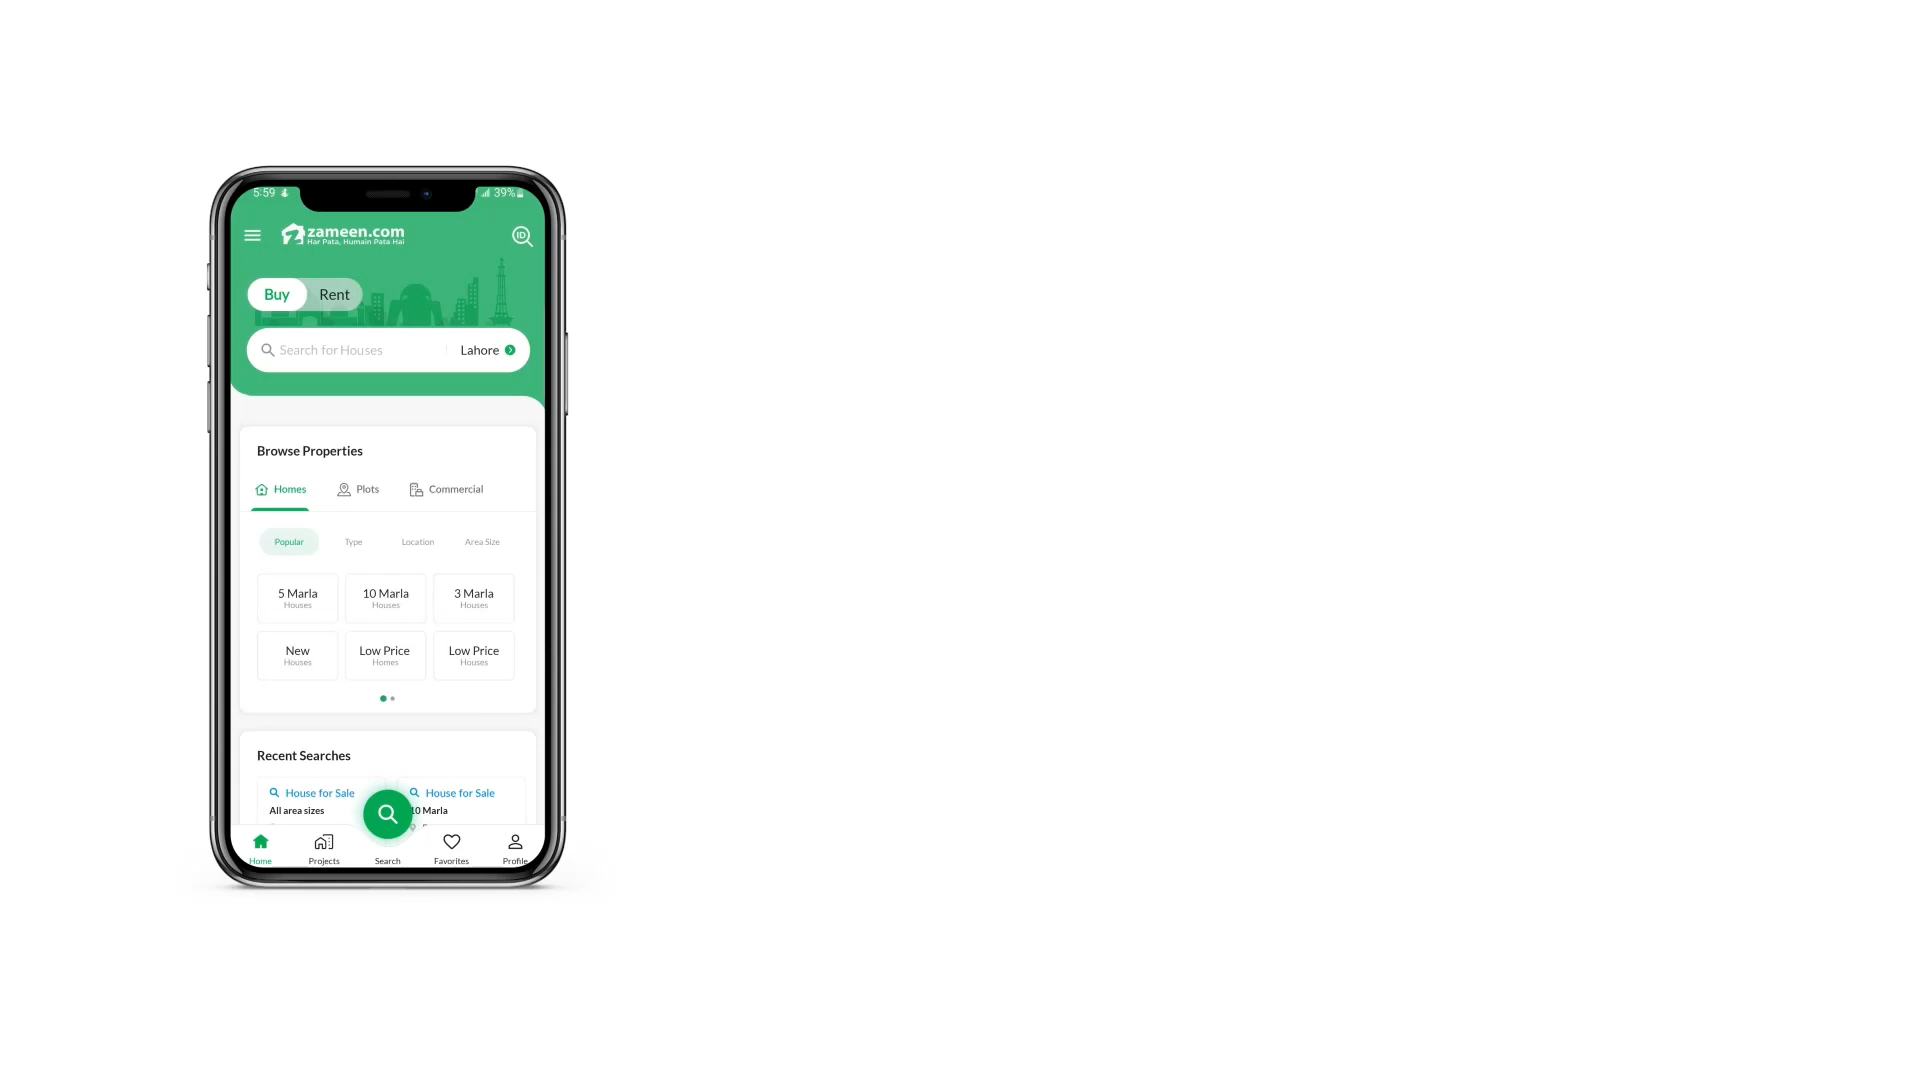 5:59
39%
zameen.com
Har Pata, Humain Pata Hai
ID
Buy Rent
Search for Houses Lahore
Browse Properties
Homes Plots Commercial
Popular Type Location Area Size
5 Marla 10 Marla 3 Marla
Houses Houses Houses
New Low Price Low Price
Houses Homes Houses
Recent Searches
House for Sale House for Sale
All area sizes 10 Marla
Home Projects Search Favorites Profile